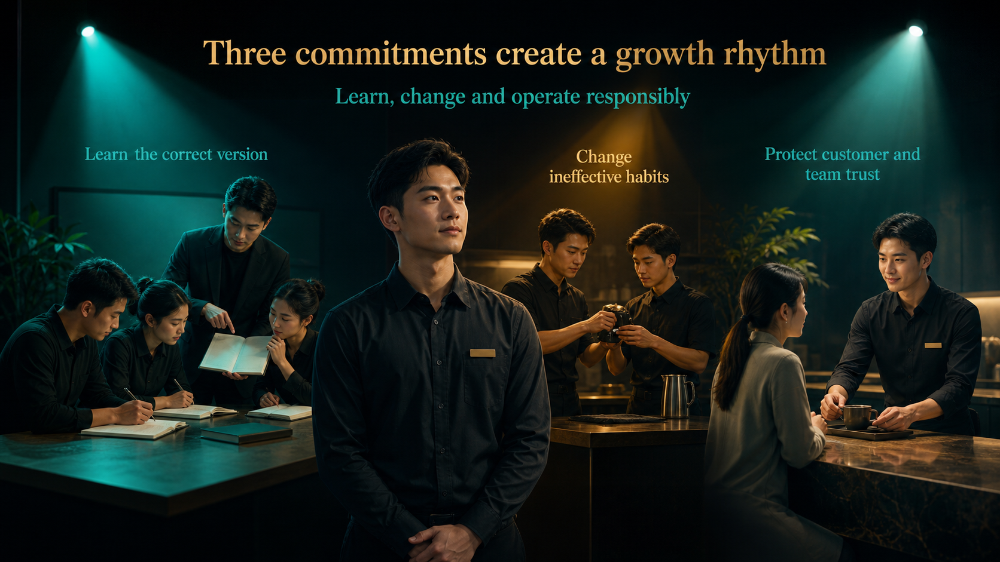 Three commitments create a growth rhythm
Learn, change and operate responsibly
Learn the correct version
Change
ineffective habits
Protect customer and
team trust